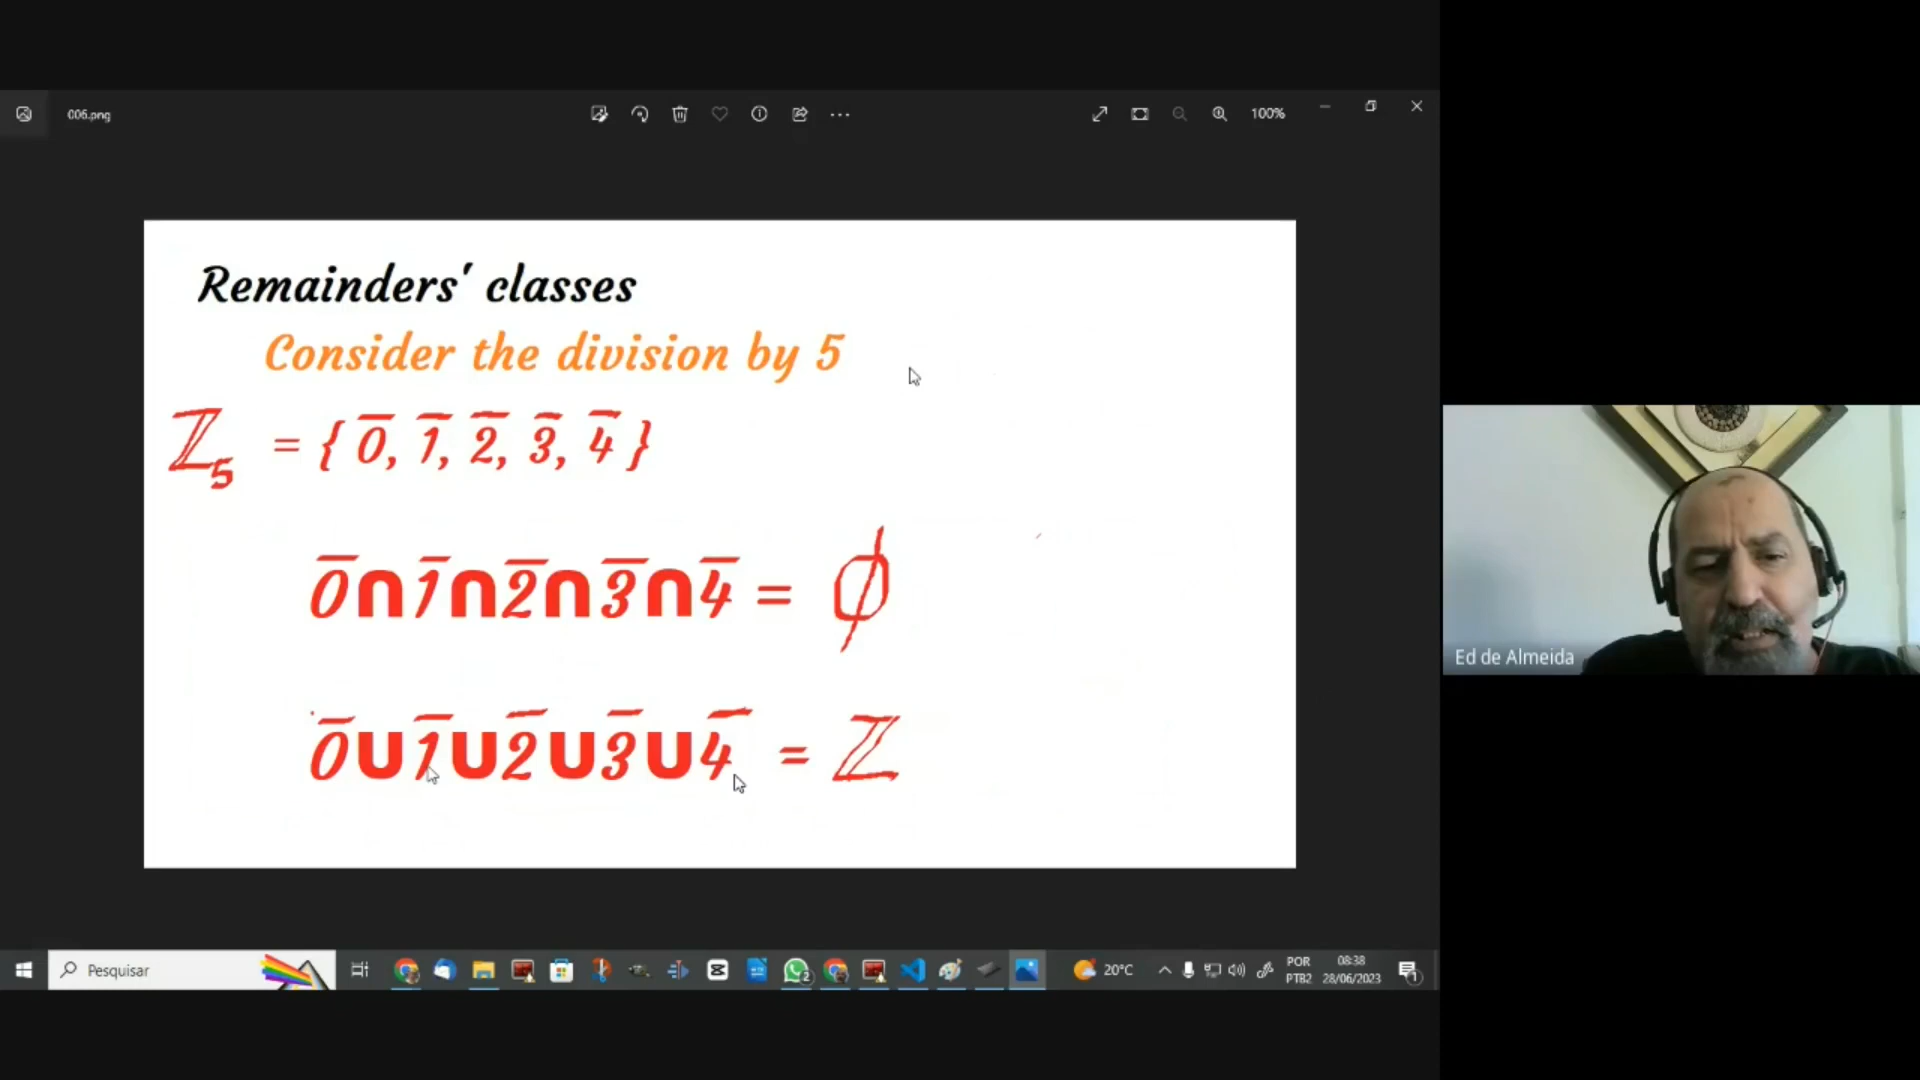 006.png
100%
Remainders' classes
Consider the division by 5
ℤ₅ = { 0̅, 1̅, 2̅, 3̅, 4̅ }
0̅∩1̅∩2̅∩3̅∩4̅ = ∅
0̅∪1̅∪2̅∪3̅∪4̅ = ℤ
Ed de Almeida
Pesquisar
2
20°C
POR
PTB2
08:38
28/06/2023
1